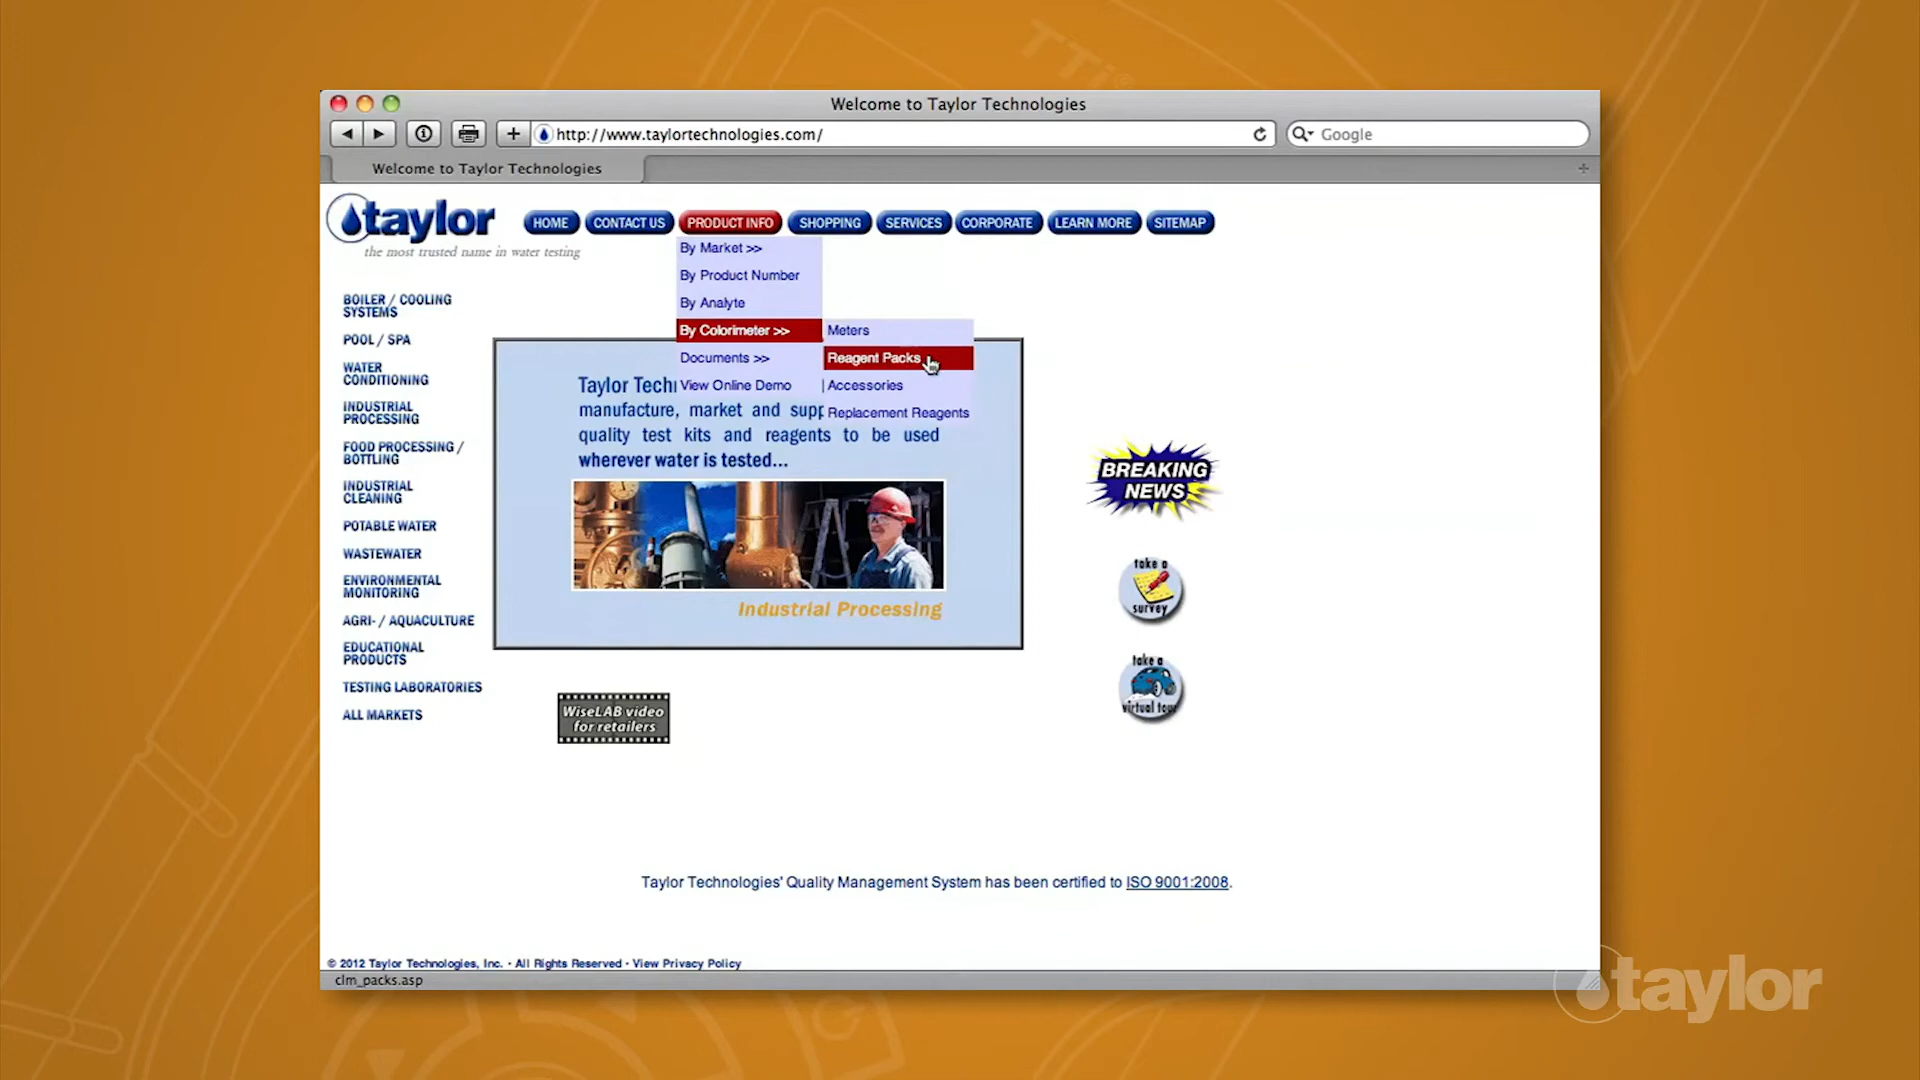 TTi©
Welcome to Taylor Technologies
http://www.taylortechnologies.com/
Google
Welcome to Taylor Technologies
taylor
the most trusted name in water testing
HOME
CONTACT US
PRODUCT INFO
SHOPPING
SERVICES
CORPORATE
LEARN MORE
SITEMAP
By Market >>
By Product Number
By Analyte
By Colorimeter >>
Documents >>
View Online Demo
Meters
Reagent Packs
Accessories
Replacement Reagents
BOILER / COOLING
SYSTEMS
POOL / SPA
WATER
CONDITIONING
INDUSTRIAL
PROCESSING
FOOD PROCESSING /
BOTTLING
INDUSTRIAL
CLEANING
POTABLE WATER
WASTEWATER
ENVIRONMENTAL
MONITORING
AGRI- / AQUACULTURE
EDUCATIONAL
PRODUCTS
TESTING LABORATORIES
ALL MARKETS
Taylor Tech
manufacture, market and supp
quality test kits and reagents to be used
wherever water is tested...
Industrial Processing
BREAKING
NEWS
take a
survey
take a
virtual tour
WiseLAB video
for retailers
Taylor Technologies' Quality Management System has been certified to ISO 9001:2008.
© 2012 Taylor Technologies, Inc. • All Rights Reserved • View Privacy Policy
clm_packs.asp
taylor